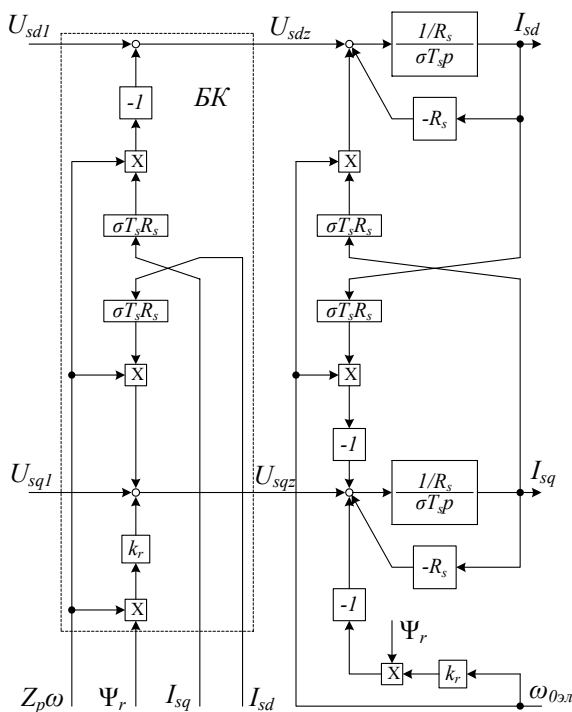 U_sd1
БК
U_sdz
1/R_s
σT_sp
I_sd
-1
-R_s
X
X
σT_sR_s
σT_sR_s
σT_sR_s
σT_sR_s
X
X
-1
U_sq1
U_sqz
1/R_s
σT_sp
I_sq
k_r
-R_s
-1
Ψ_r
X
X
k_r
Z_pω
Ψ_r
I_sq
I_sd
ω_0эл